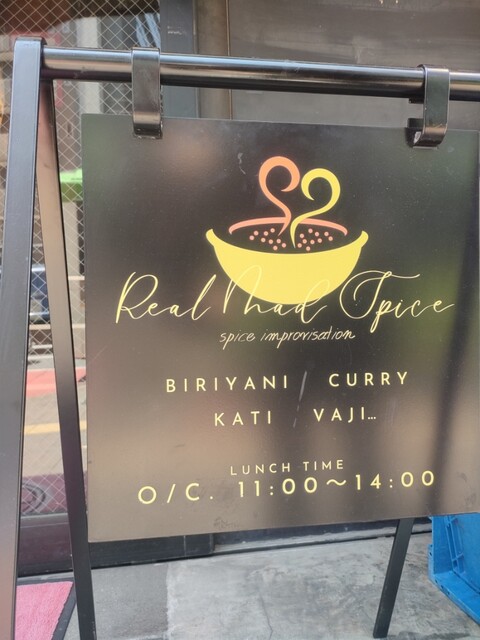 Real Mad Spice
spice improvisation
BIRIYANI CURRY
KATI VAJI...
LUNCH TIME
O/C. 11:00～14:00